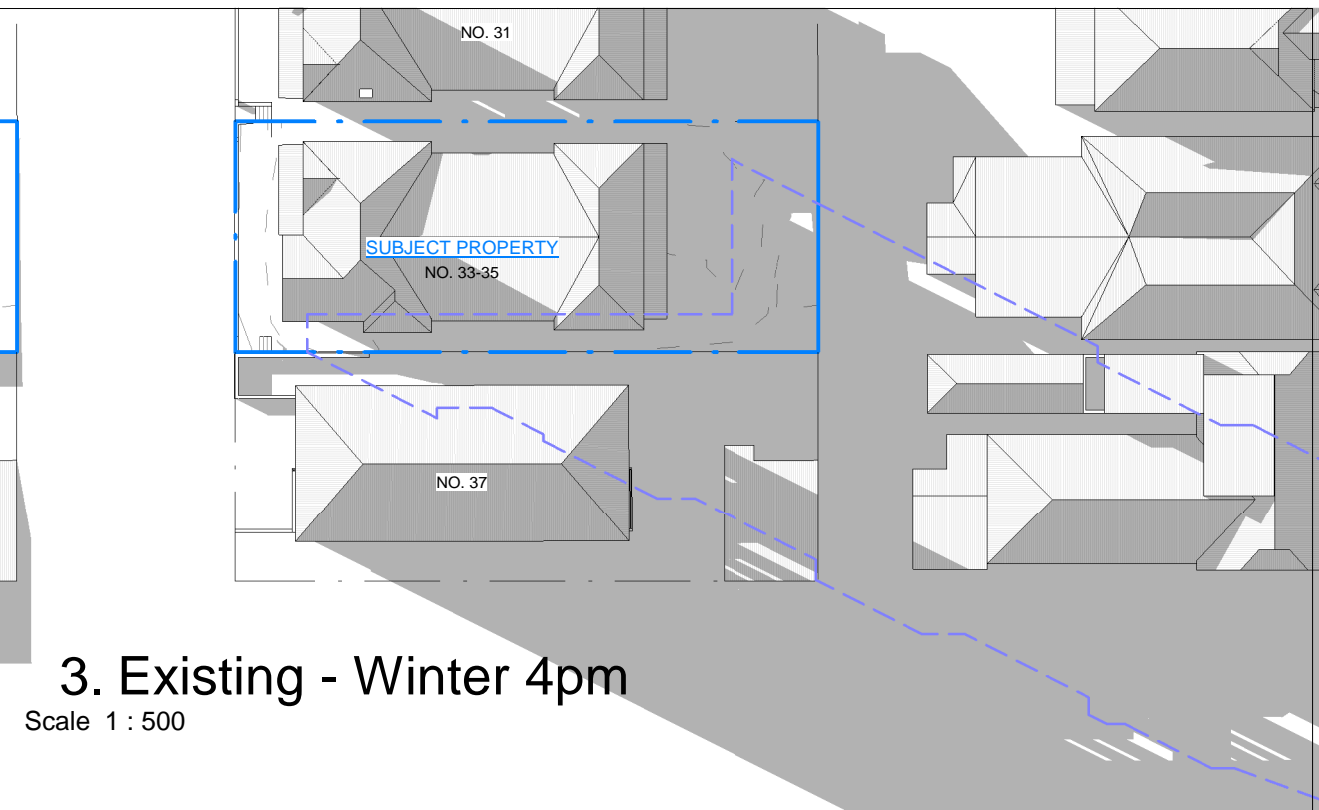 NO. 31
SUBJECT PROPERTY
NO. 33-35
NO. 37
3. Existing - Winter 4pm
Scale 1 : 500